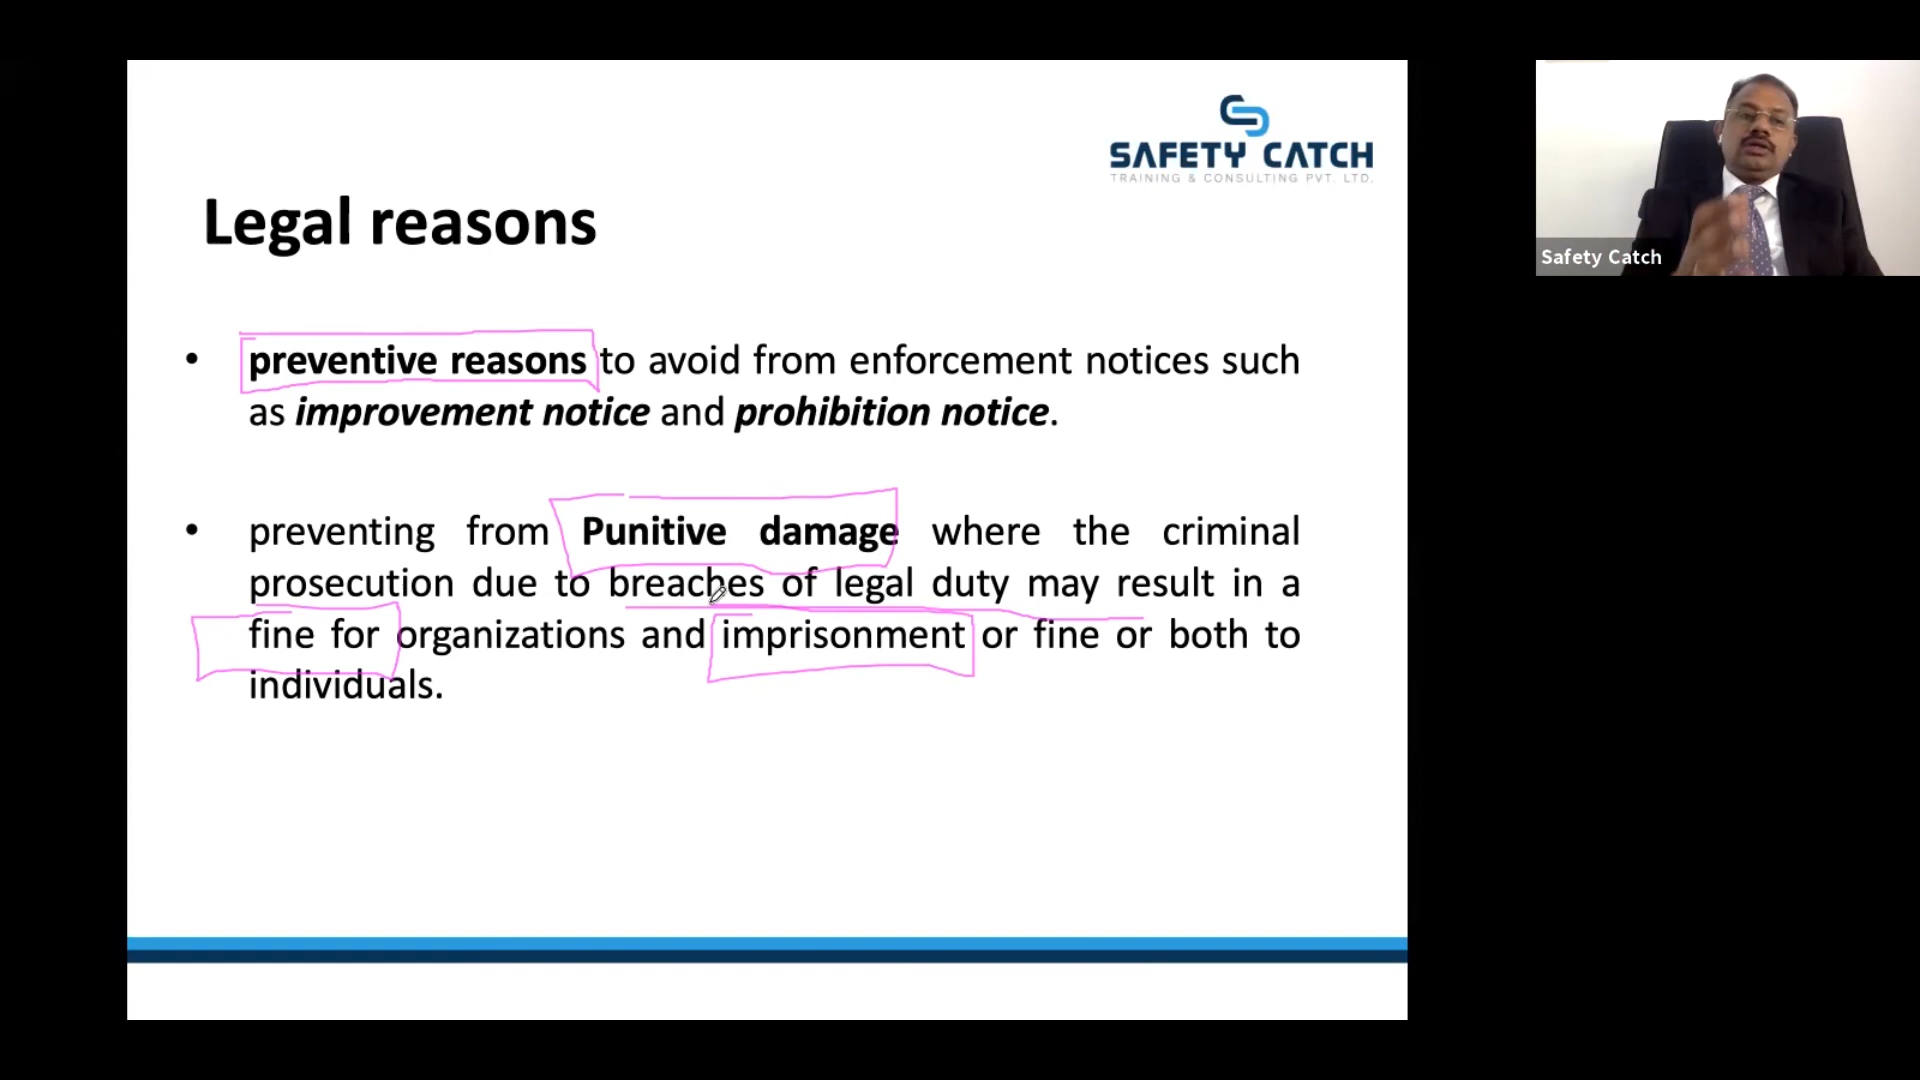 SAFETY CATCH
TRAINING & CONSULTING PVT. LTD.
Legal reasons
• preventive reasons to avoid from enforcement notices such
as improvement notice and prohibition notice.
• preventing from Punitive damage where the criminal
prosecution due to breaches of legal duty may result in a
fine for organizations and imprisonment or fine or both to
individuals.
Safety Catch